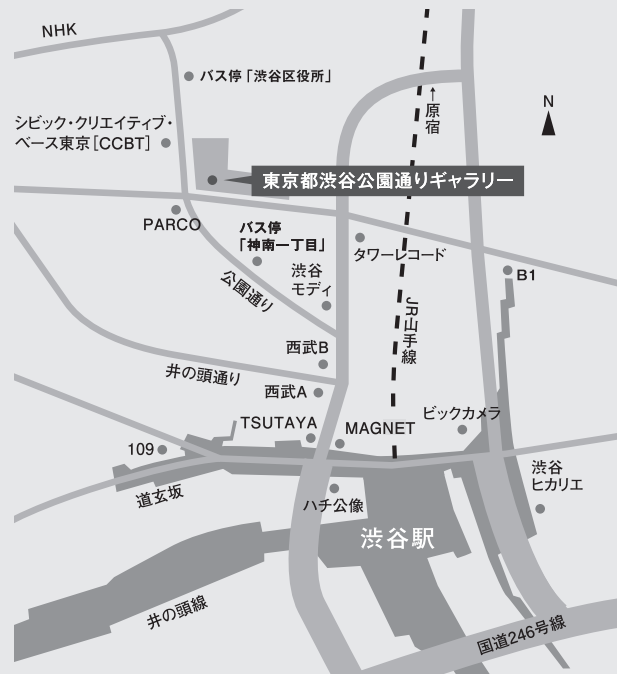 NHK
バス停「渋谷区役所」
↑原宿
N
シビック・クリエイティブ・
ベース東京［CCBT］
東京都渋谷公園通りギャラリー
PARCO
バス停
「神南一丁目」
タワーレコード
公園通り
渋谷
モディ
B1
JR山手線
西武B
井の頭通り
西武A
TSUTAYA
MAGNET
ビックカメラ
109
道玄坂
渋谷
ヒカリエ
ハチ公像
渋谷駅
井の頭線
国道246号線